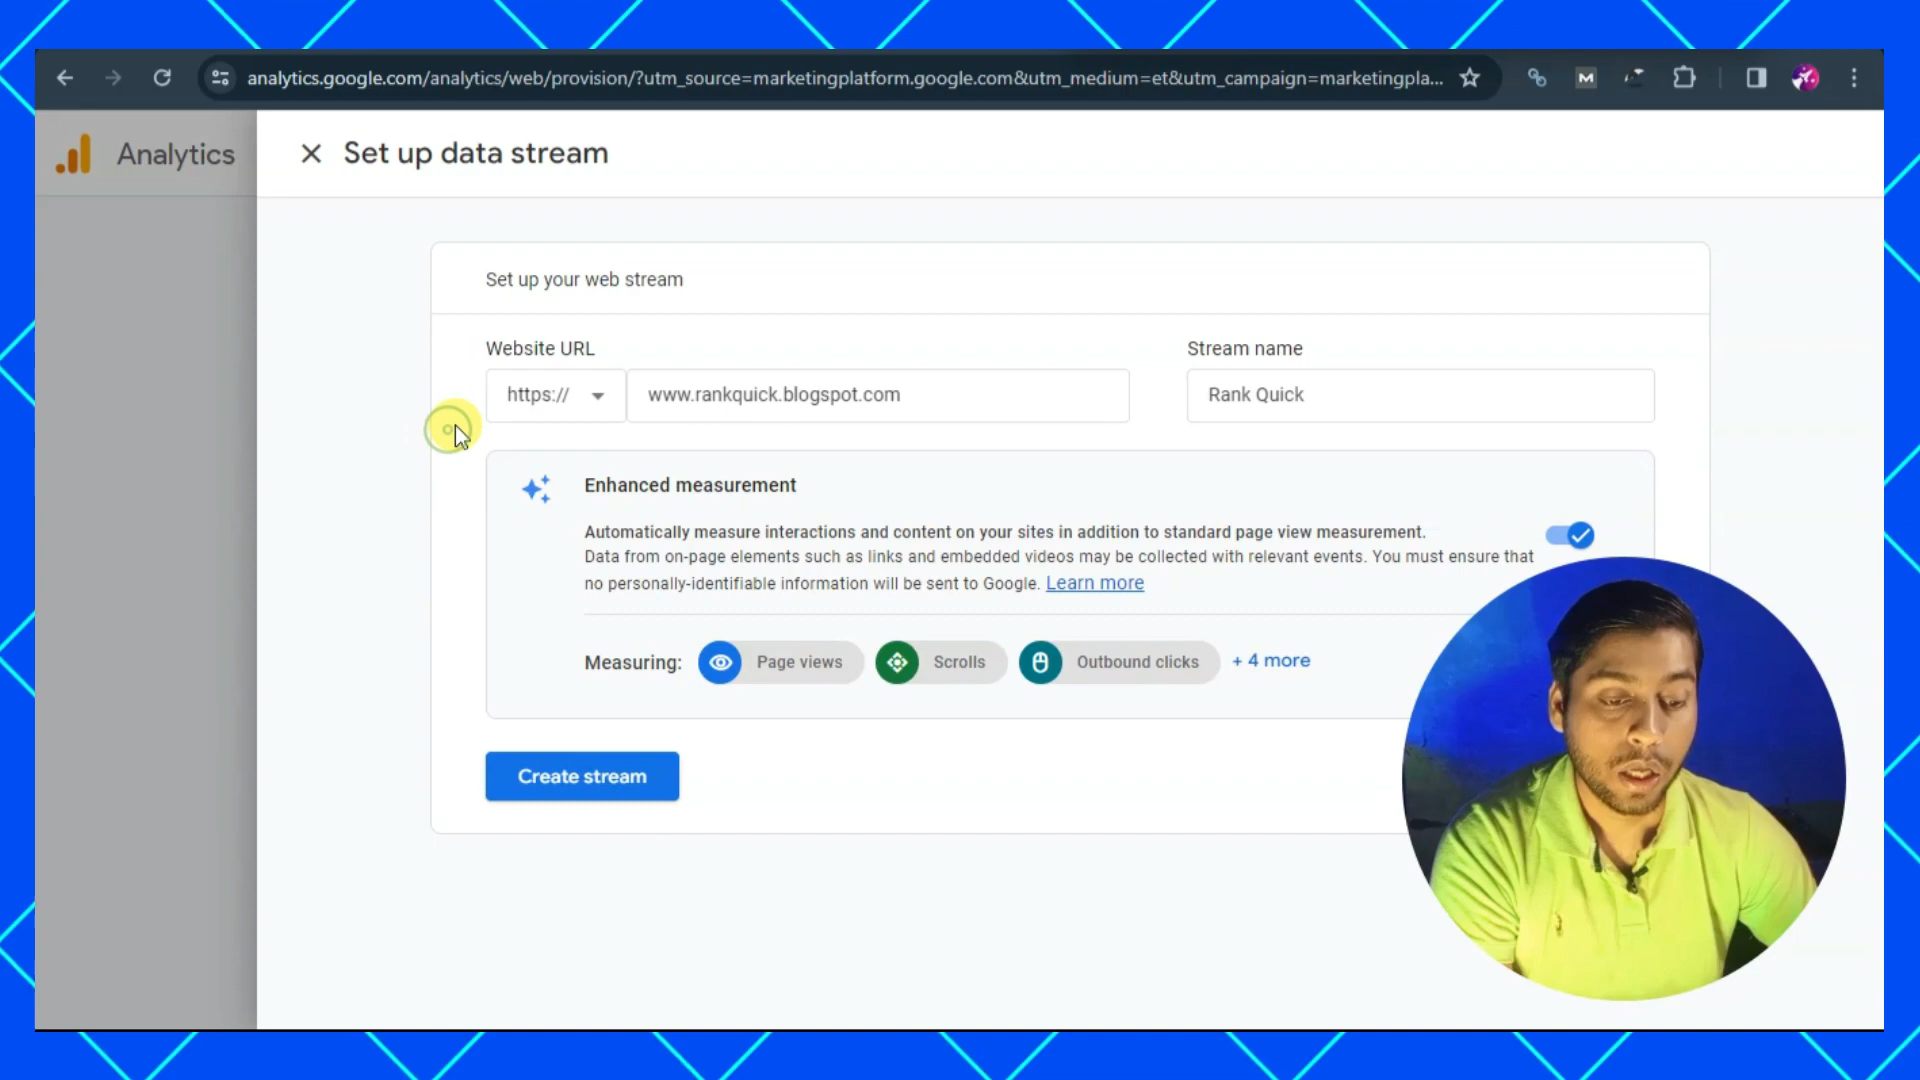 analytics.google.com/analytics/web/provision/?utm_source=marketingplatform.google.com&utm_medium=et&utm_campaign=marketingpla...
Analytics
Set up data stream
Set up your web stream
Website URL
Stream name
https://
www.rankquick.blogspot.com
Rank Quick
Enhanced measurement
Automatically measure interactions and content on your sites in addition to standard page view measurement.
Data from on-page elements such as links and embedded videos may be collected with relevant events. You must ensure that
no personally-identifiable information will be sent to Google. Learn more
Measuring:
Page views
Scrolls
Outbound clicks
+ 4 more
Create stream